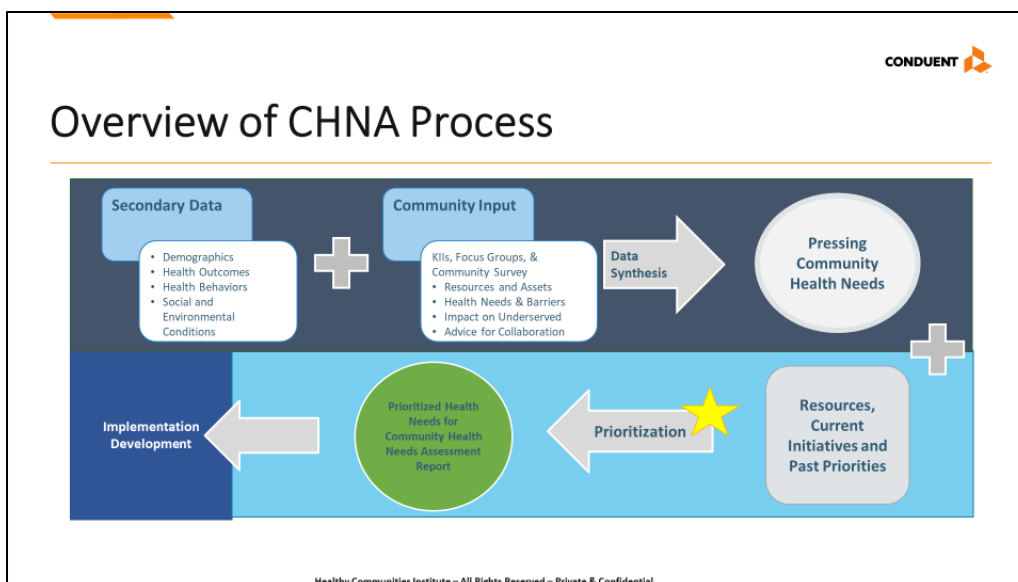 CONDUENT
Overview of CHNA Process
Secondary Data
• Demographics
• Health Outcomes
• Health Behaviors
• Social and
Environmental
Conditions
Community Input
KIIs, Focus Groups, &
Community Survey
• Resources and Assets
• Health Needs & Barriers
• Impact on Underserved
• Advice for Collaboration
Data
Synthesis
Pressing
Community
Health Needs
Resources,
Current
Initiatives and
Past Priorities
Prioritization
Prioritized Health
Needs for
Community Health
Needs Assessment
Report
Implementation
Development
Healthy Communities Institute – All Rights Reserved – Private & Confidential